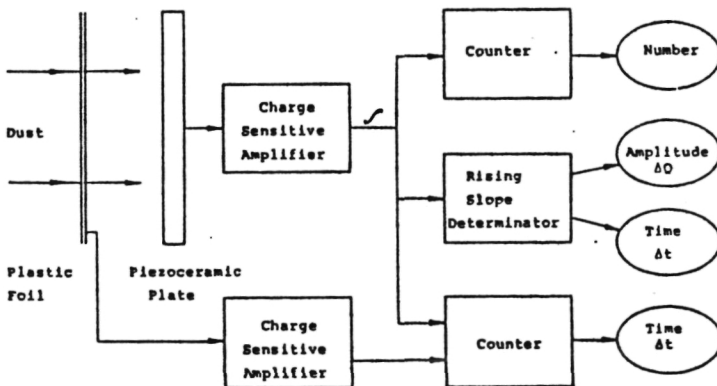 Dust
Plastic
Foil
Piezoceramic
Plate
Charge
Sensitive
Amplifier
Charge
Sensitive
Amplifier
Counter
Number
Rising
Slope
Determinator
Amplitude
ΔQ
Time
Δt
Counter
Time
Δt